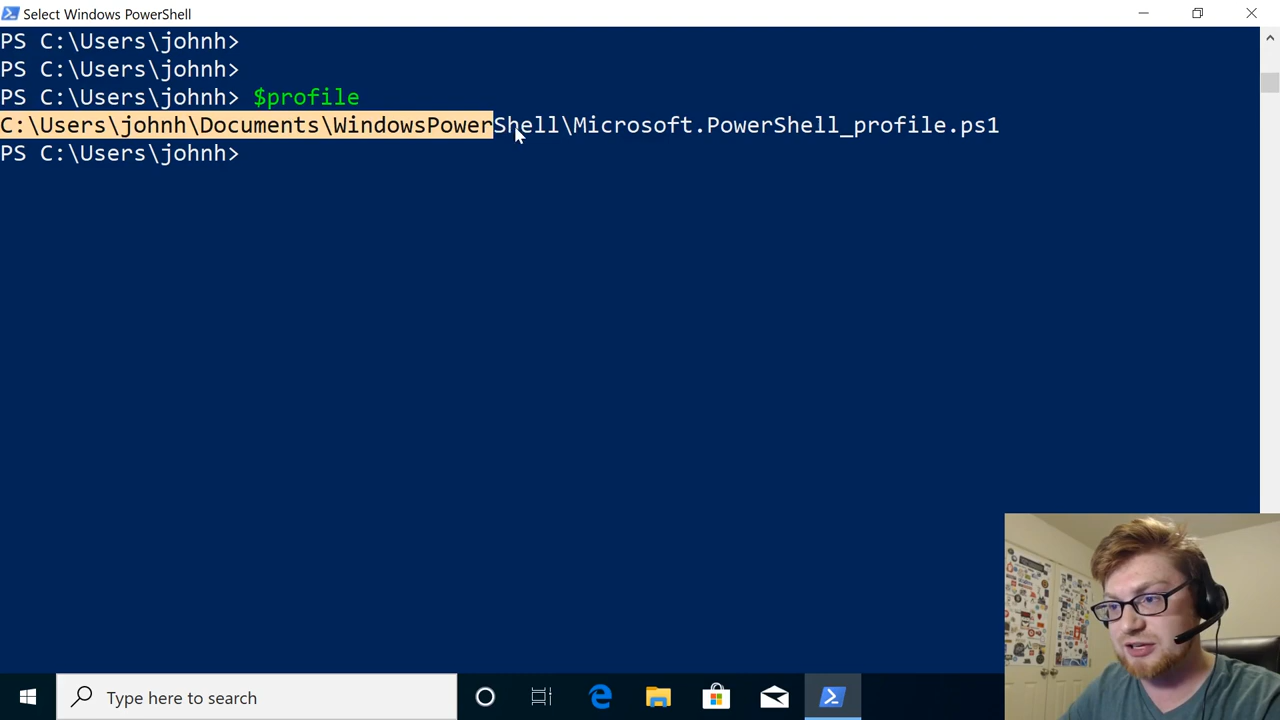 Select Windows PowerShell
PS C:\Users\johnh>
PS C:\Users\johnh>
PS C:\Users\johnh> $profile
C:\Users\johnh\Documents\WindowsPowerShell\Microsoft.PowerShell_profile.ps1
PS C:\Users\johnh>
Type here to search